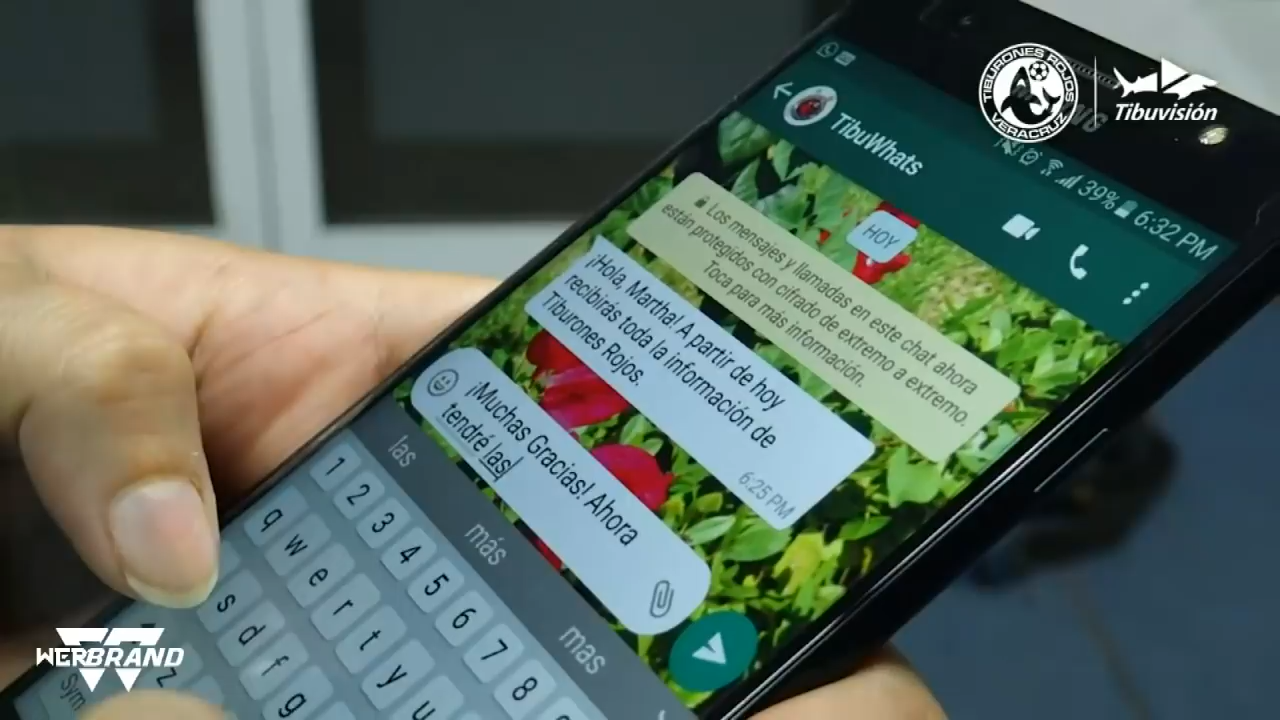 TIBURONES ROJOS
VERACRUZ
Tibuvisión
39% 6:32 PM
TibuWhats
HOY
Los mensajes y llamadas en este chat ahora
están protegidos con cifrado de extremo a extremo.
Toca para más información.
¡Hola, Martha! A partir de hoy
recibirás toda la información de
Tiburones Rojos.
6:25 PM
¡Muchas Gracias! Ahora
tendré las
las
más
mas
1 2 3 4 5 6 7 8
q w e r t y u
s d f g
z
Sym
WERBRAND